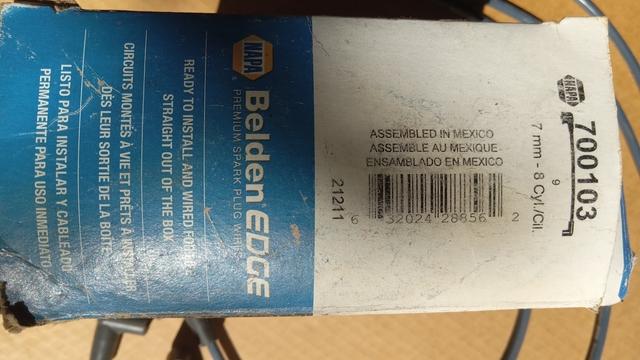 NAPA
Belden EDGE
PREMIUM SPARK PLUG WIRE
READY TO INSTALL AND WIRED FOR LIFE
STRAIGHT OUT OF THE BOX
CIRCUITS MONTÉS À VIE ET PRÊTS À INSTALLER
DÈS LEUR SORTIE DE LA BOÎTE
LISTO PARA INSTALAR Y CABLEADO
PERMANENTE PARA USO INMEDIATO
NAPA
700103
9
7 mm - 8 Cyl./Cil.
ASSEMBLED IN MEXICO
ASSEMBLE AU MEXIQUE
ENSAMBLADO EN MEXICO
6 32024 28856 2
21211